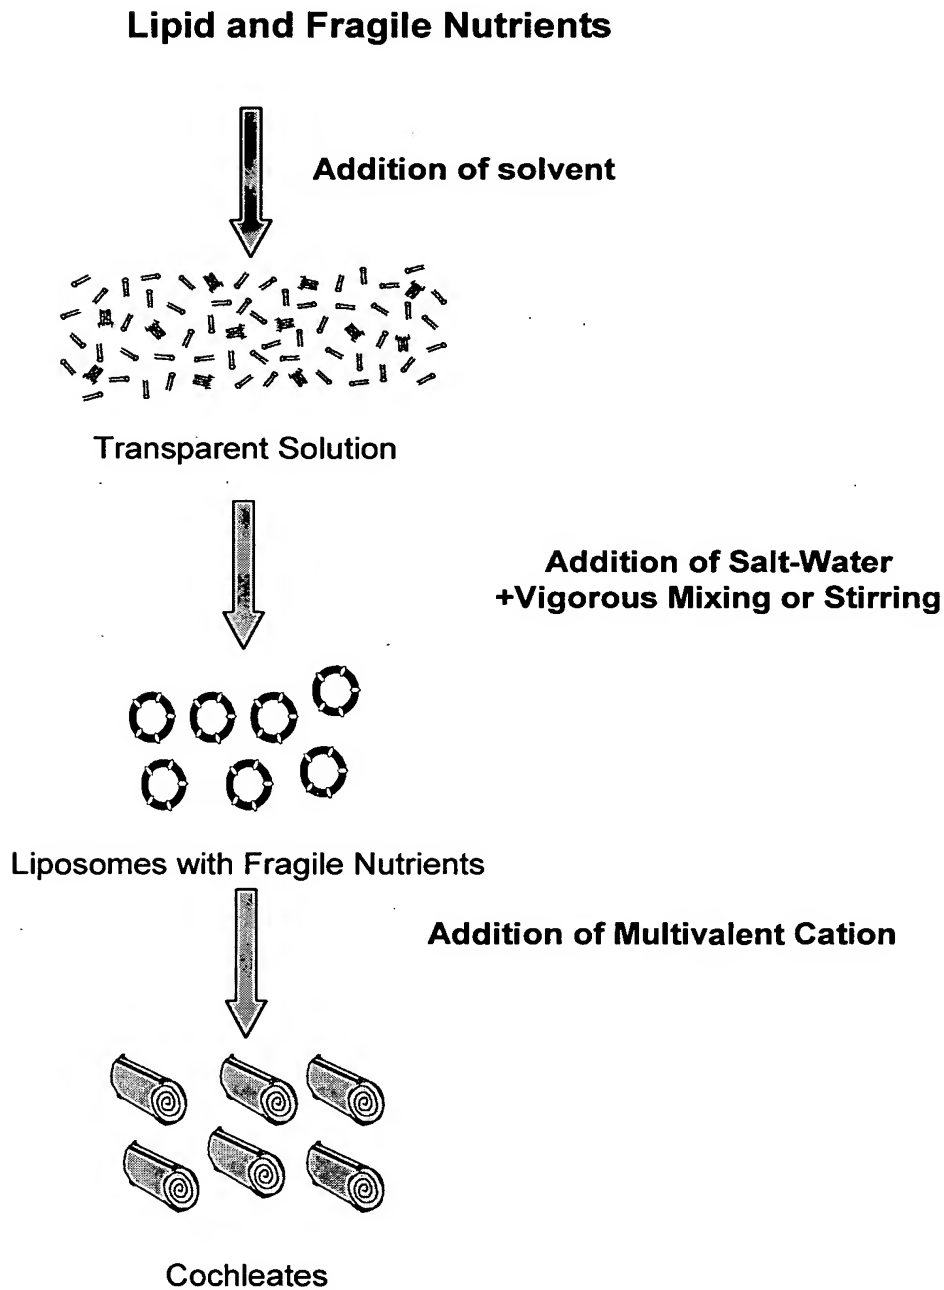 Lipid and Fragile Nutrients
Addition of solvent
Transparent Solution
Addition of Salt-Water
+Vigorous Mixing or Stirring
Liposomes with Fragile Nutrients
Addition of Multivalent Cation
Cochleates